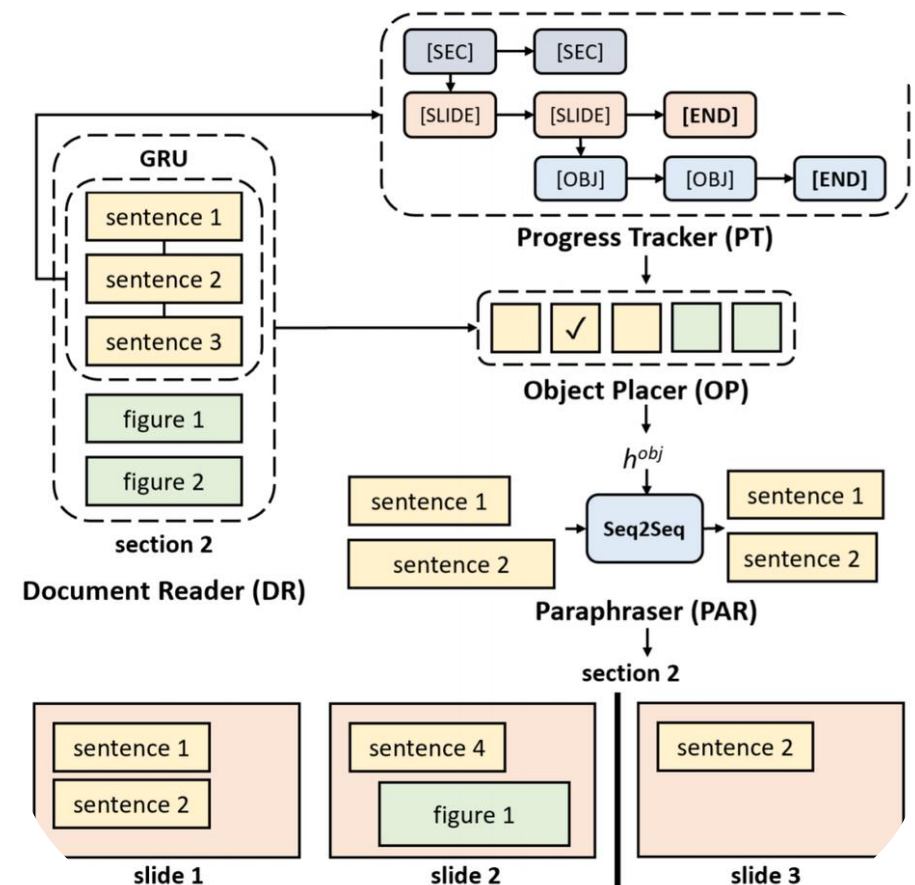 [SEC] [SEC]
[SLIDE] [SLIDE] [END]
[OBJ] [OBJ] [END]
Progress Tracker (PT)
GRU
sentence 1
sentence 2
sentence 3
figure 1
figure 2
section 2
Document Reader (DR)
✓
Object Placer (OP)
h^obj
sentence 1
sentence 2
Seq2Seq
sentence 1
sentence 2
Paraphraser (PAR)
section 2
sentence 1
sentence 2
slide 1
sentence 4
figure 1
slide 2
sentence 2
slide 3